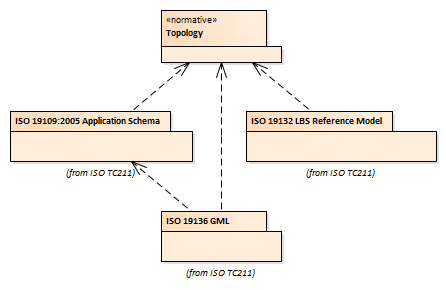 «normative»
Topology
ISO 19109:2005 Application Schema
ISO 19132 LBS Reference Model
(from ISO TC211)
(from ISO TC211)
ISO 19136 GML
(from ISO TC211)